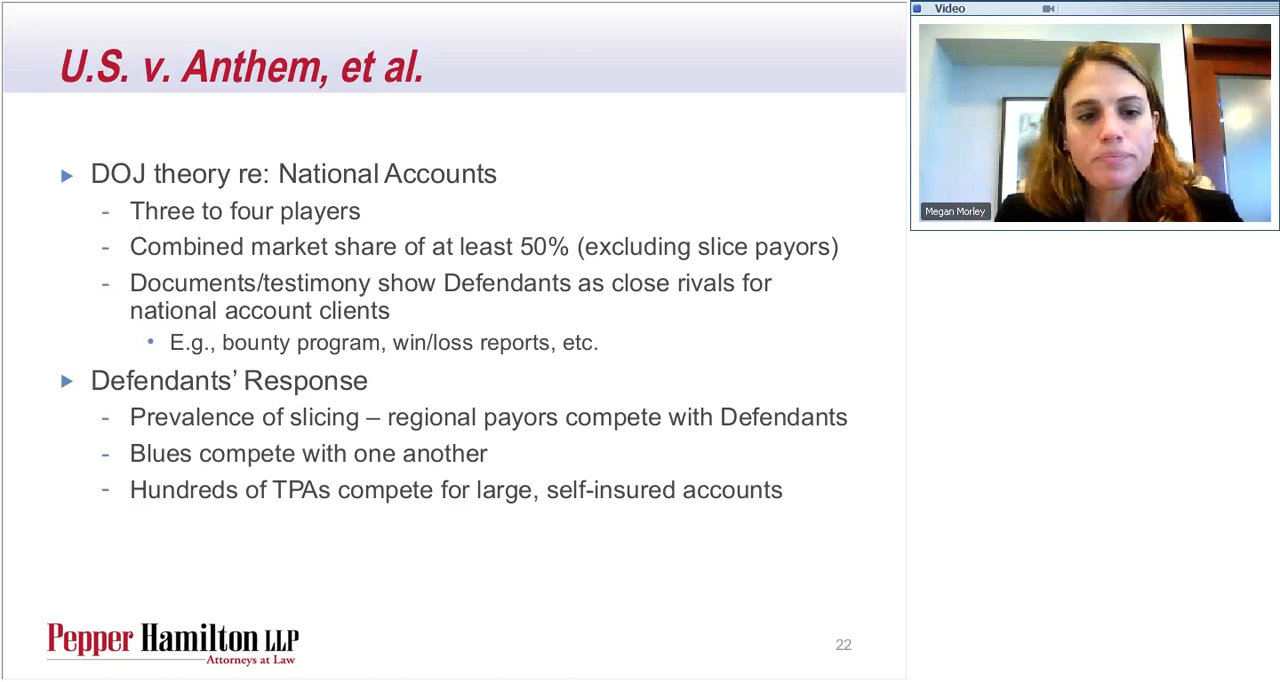 U.S. v. Anthem, et al.
DOJ theory re: National Accounts
- Three to four players
- Combined market share of at least 50% (excluding slice payors)
- Documents/testimony show Defendants as close rivals for
national account clients
• E.g., bounty program, win/loss reports, etc.
Defendants’ Response
- Prevalence of slicing – regional payors compete with Defendants
- Blues compete with one another
- Hundreds of TPAs compete for large, self-insured accounts
Pepper Hamilton LLP
Attorneys at Law
22
Video
Megan Morley